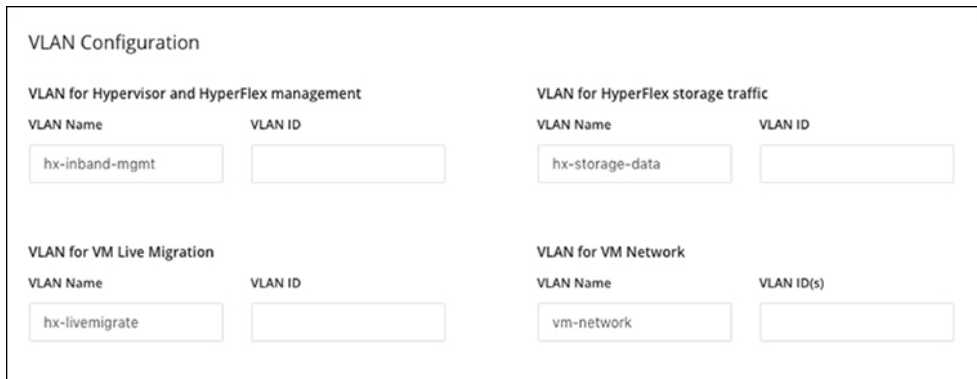 VLAN Configuration
VLAN for Hypervisor and HyperFlex management
VLAN Name VLAN ID
hx-inband-mgmt
VLAN for HyperFlex storage traffic
VLAN Name VLAN ID
hx-storage-data
VLAN for VM Live Migration
VLAN Name VLAN ID
hx-livemigrate
VLAN for VM Network
VLAN Name VLAN ID(s)
vm-network